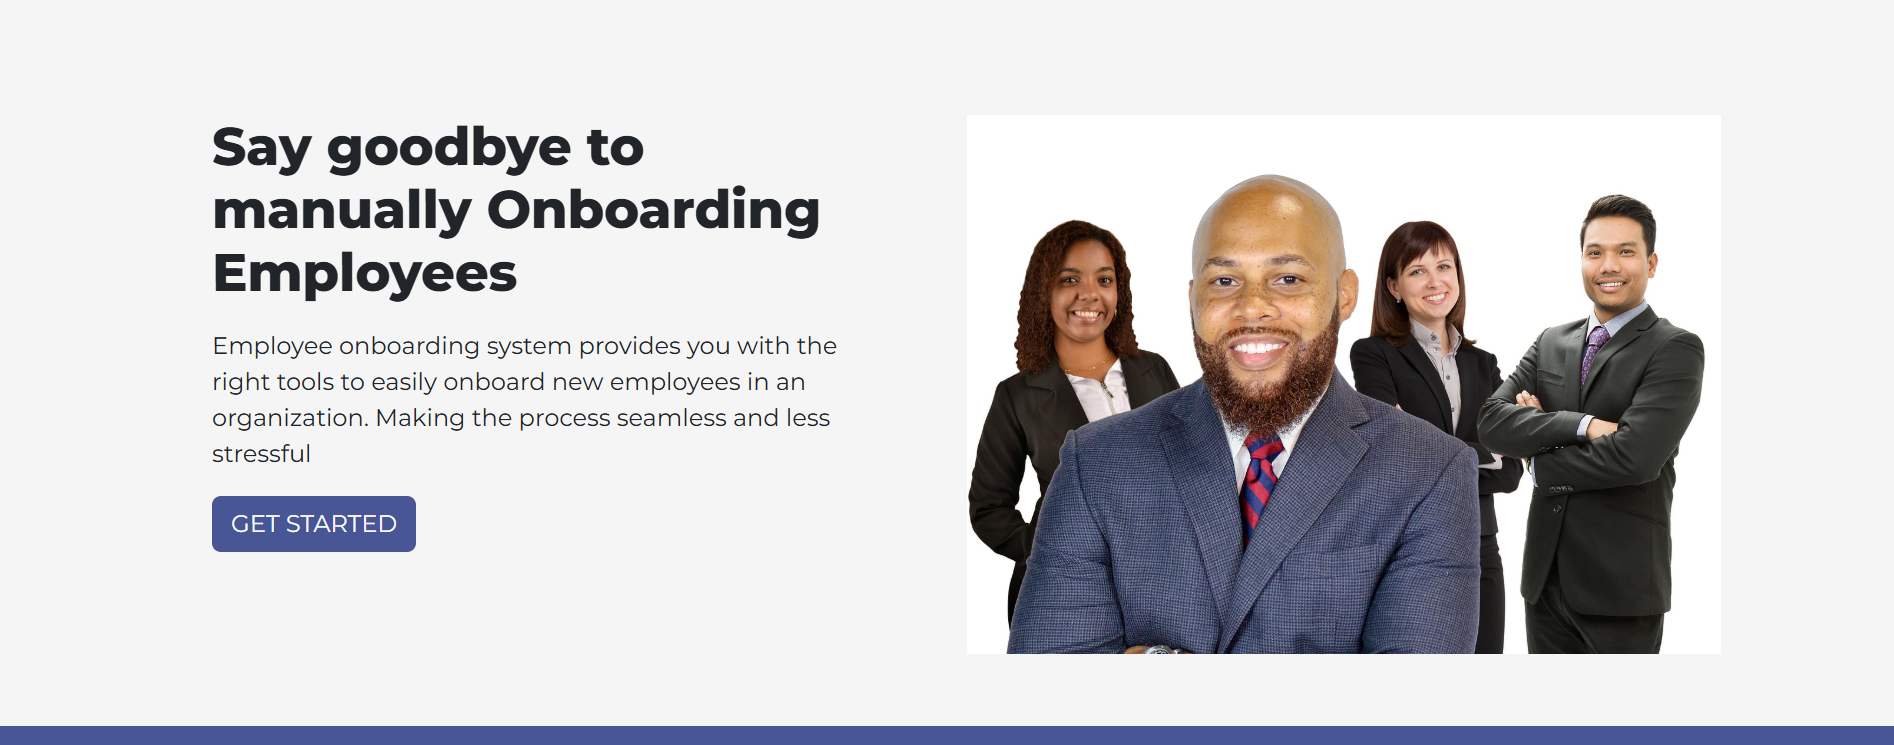 Say goodbye to
manually Onboarding
Employees
Employee onboarding system provides you with the
right tools to easily onboard new employees in an
organization. Making the process seamless and less
stressful
GET STARTED